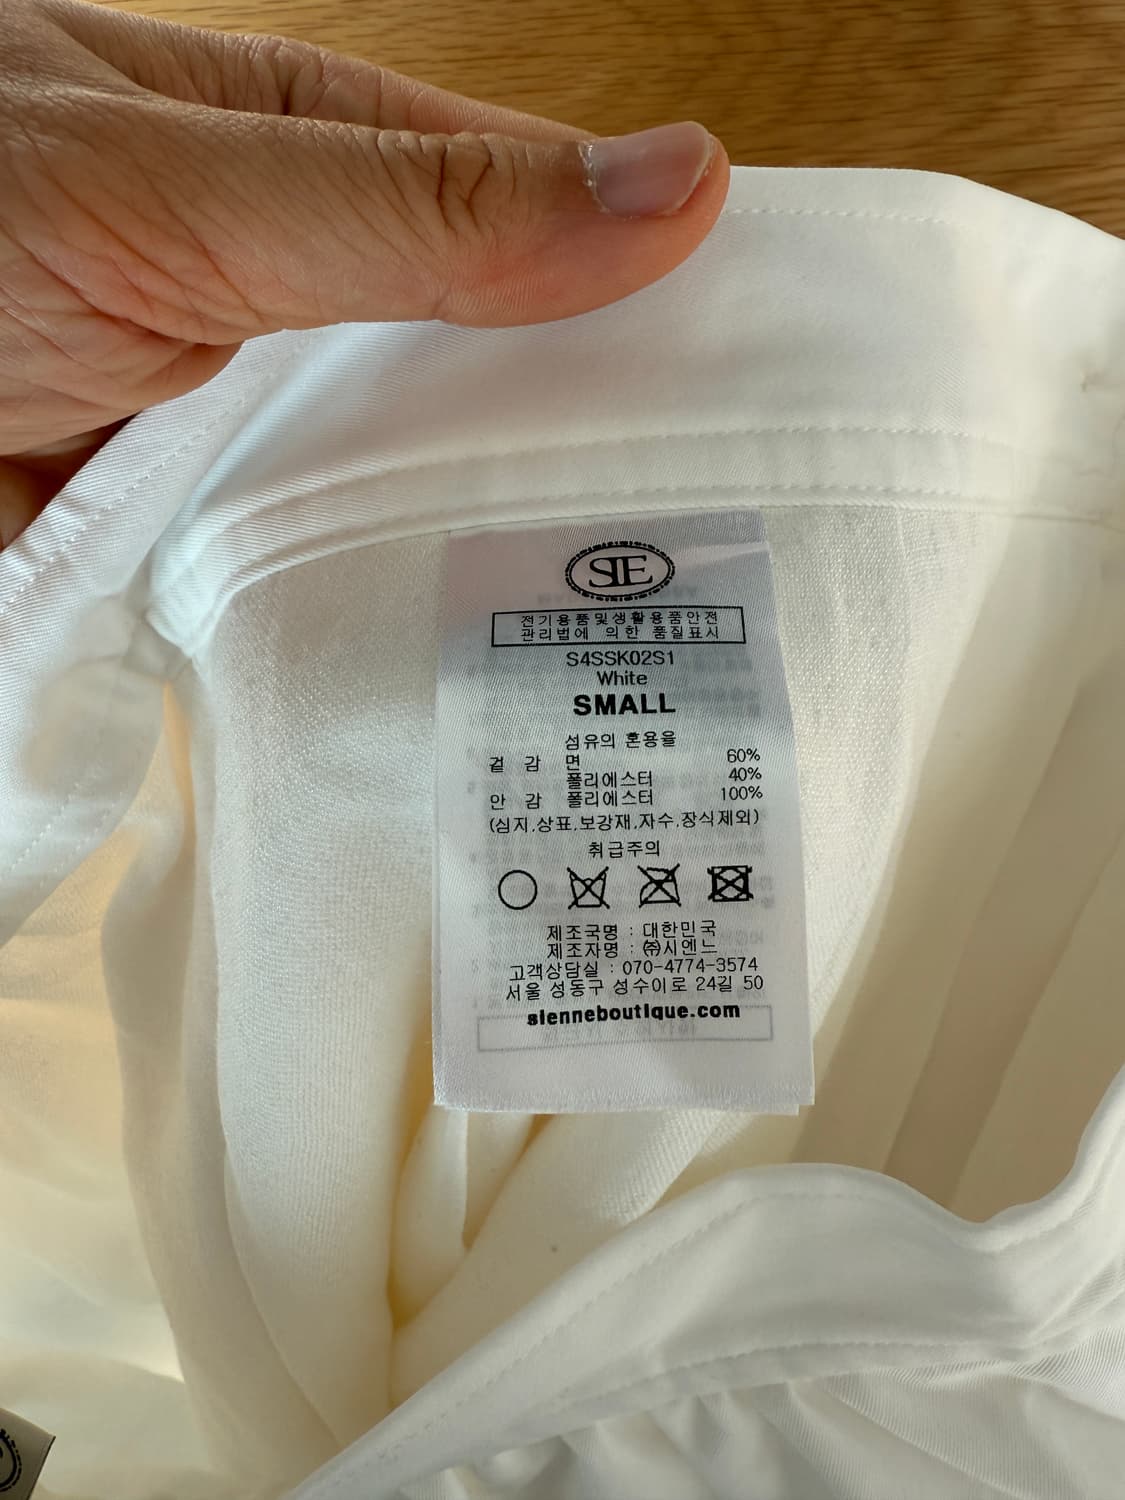 SIE
전기용품및생활용품안전
관리법에 의한 품질표시
S4SSK02S1
White
SMALL
섬유의 혼용율
겉 감 면 60%
폴리에스터 40%
안 감 폴리에스터 100%
(심지,상표,보강재,자수,장식제외)
취급주의
제조국명 : 대한민국
제조자명 : ㈜시엔느
고객상담실 : 070-4774-3574
서울 성동구 성수이로 24길 50
sienneboutique.com